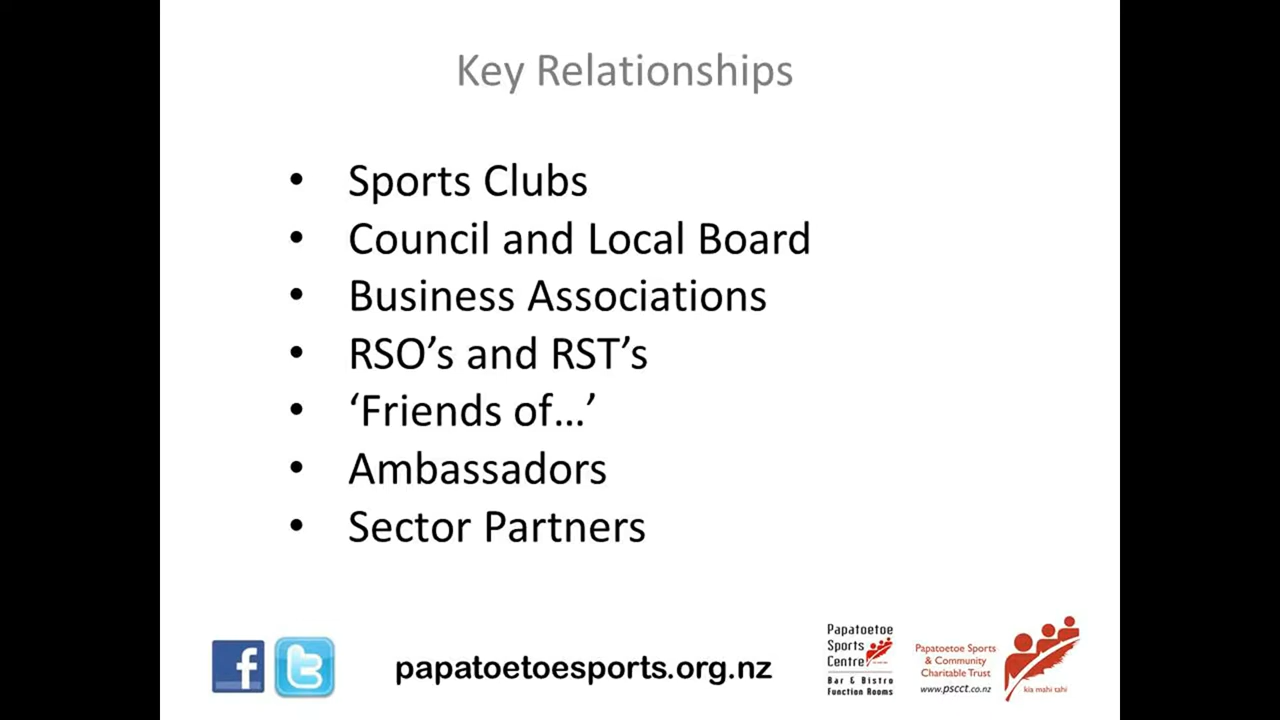 Key Relationships
• Sports Clubs
• Council and Local Board
• Business Associations
• RSO’s and RST’s
• ‘Friends of…’
• Ambassadors
• Sector Partners
papatoetoesports.org.nz
Papatoetoe
Sports
Centre
Bar & Bistro
Function Rooms
Papatoetoe Sports
& Community
Charitable Trust
www.pscct.co.nz
kia mahi tahi